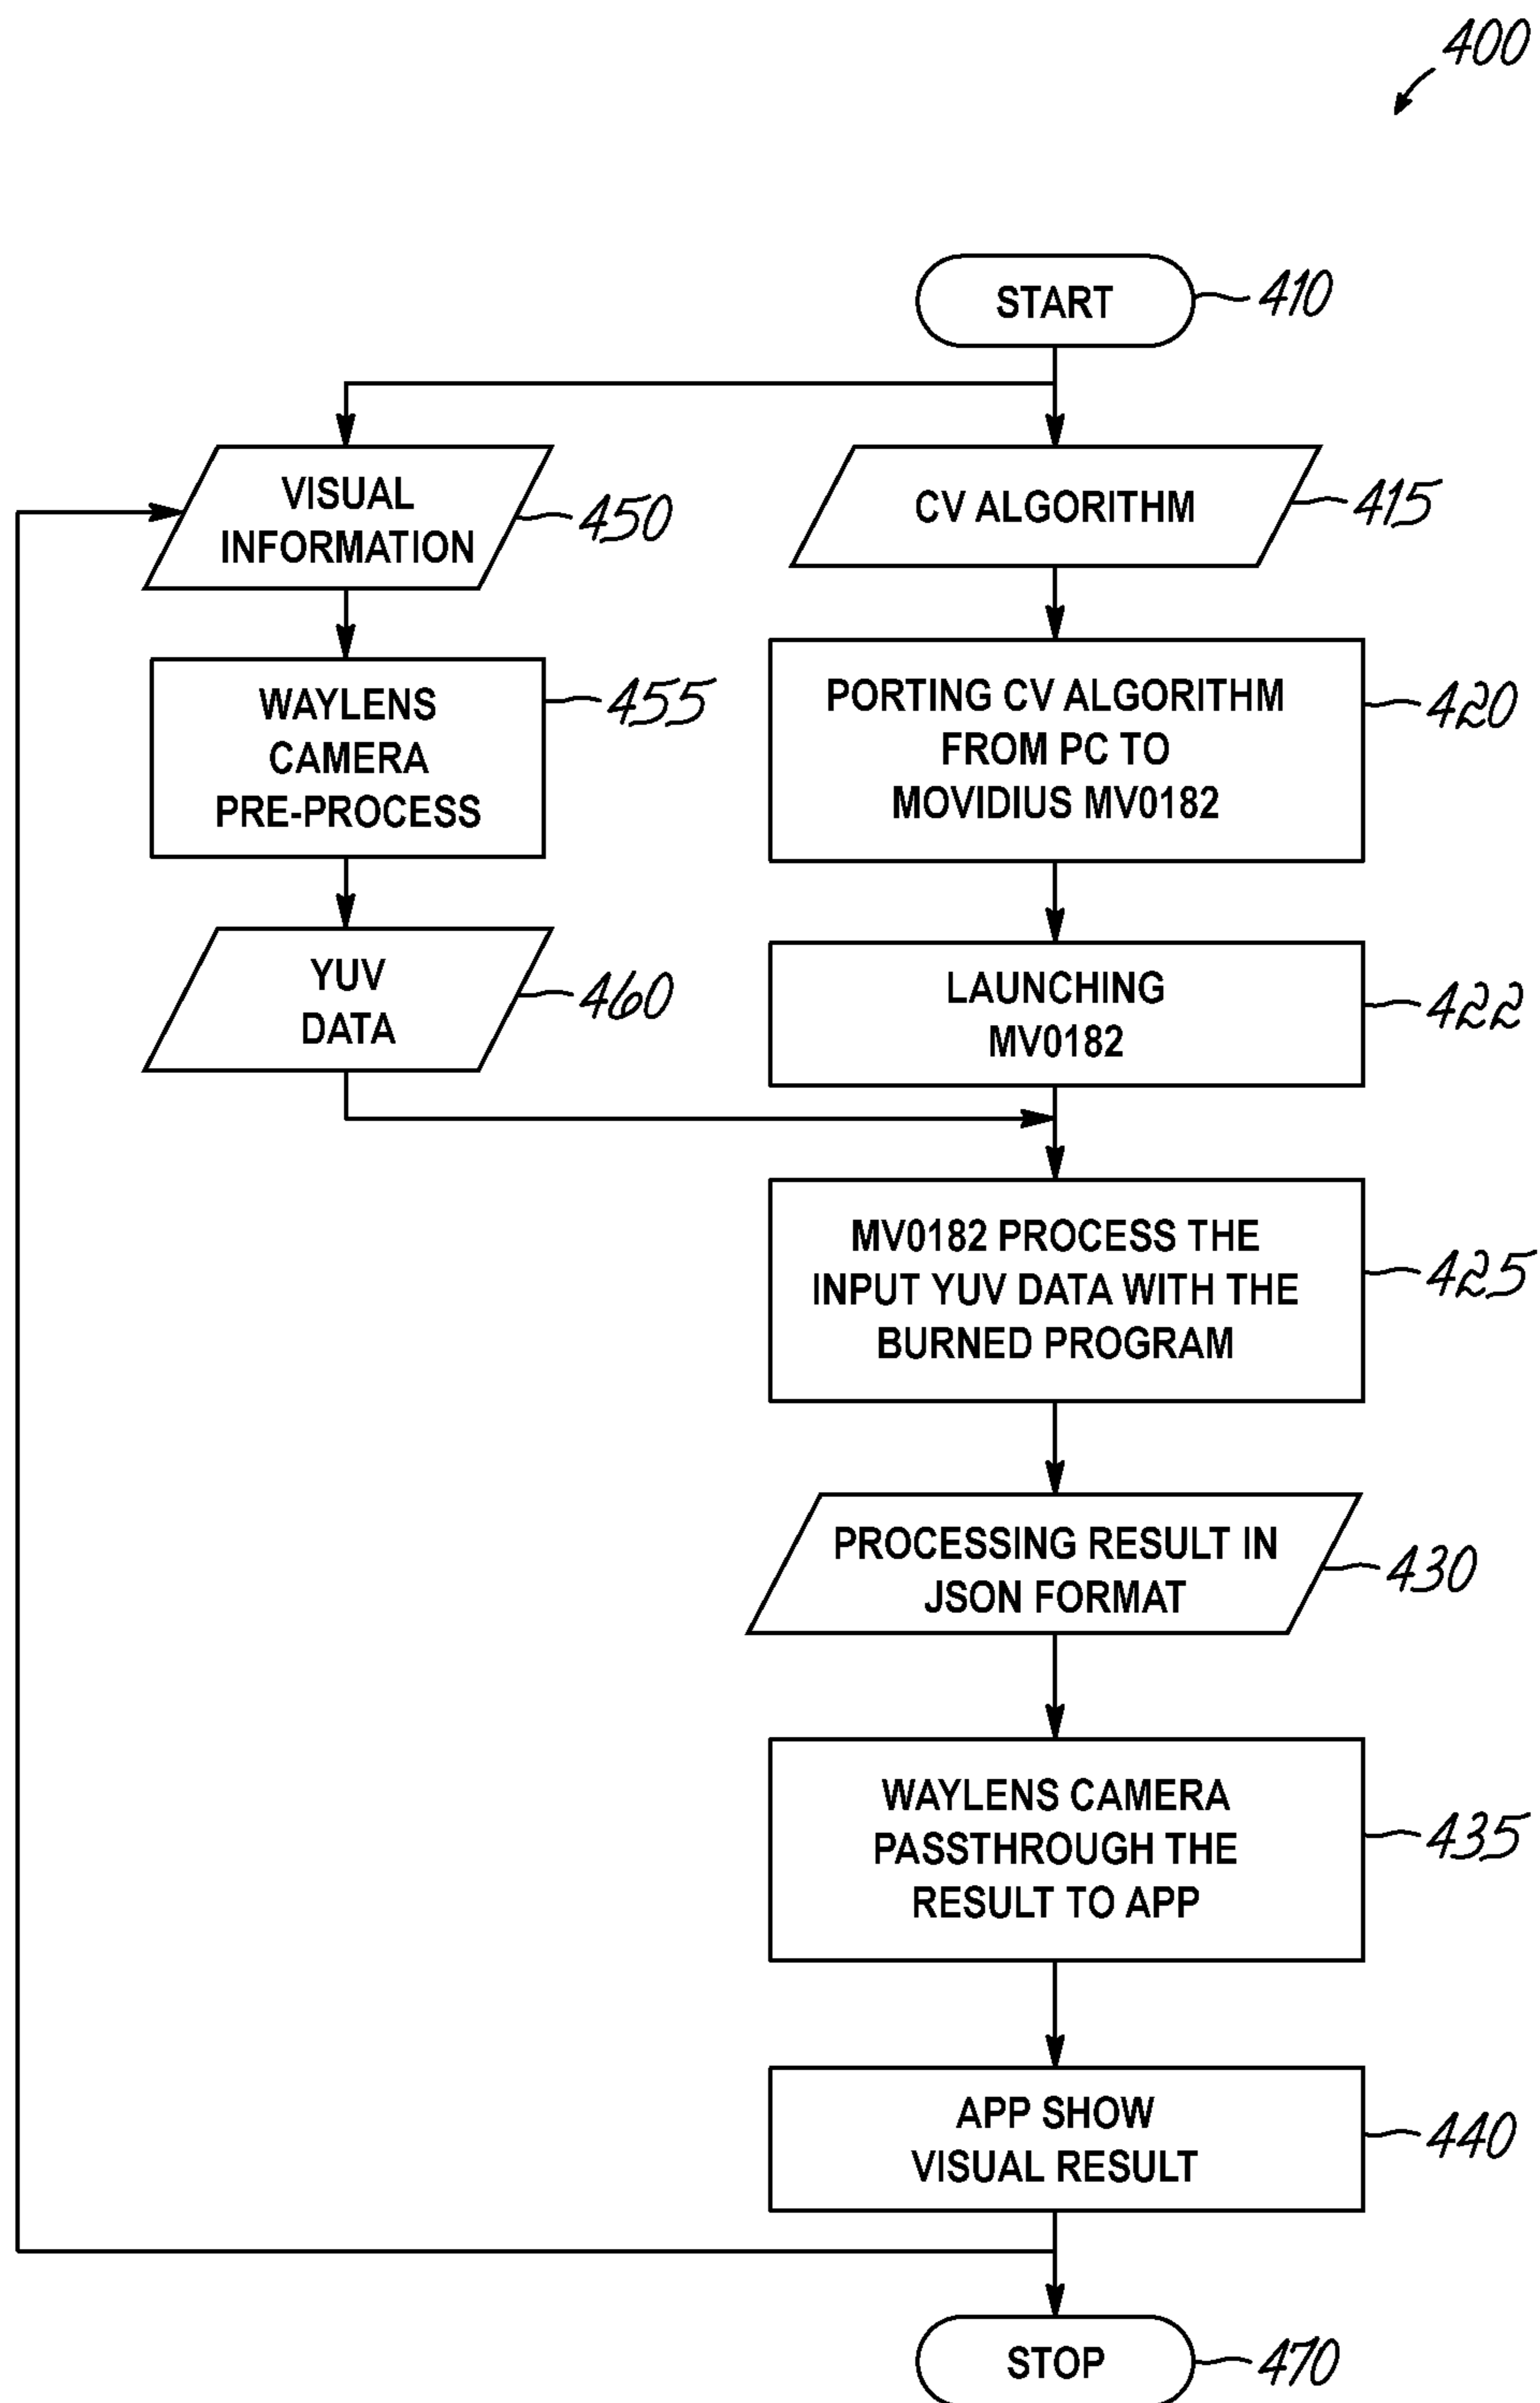 400
START
410
VISUAL
INFORMATION
450
CV ALGORITHM
415
WAYLENS
CAMERA
PRE-PROCESS
455
PORTING CV ALGORITHM
FROM PC TO
MOVIDIUS MV0182
420
YUV
DATA
460
LAUNCHING
MV0182
422
MV0182 PROCESS THE
INPUT YUV DATA WITH THE
BURNED PROGRAM
425
PROCESSING RESULT IN
JSON FORMAT
430
WAYLENS CAMERA
PASSTHROUGH THE
RESULT TO APP
435
APP SHOW
VISUAL RESULT
440
STOP
470